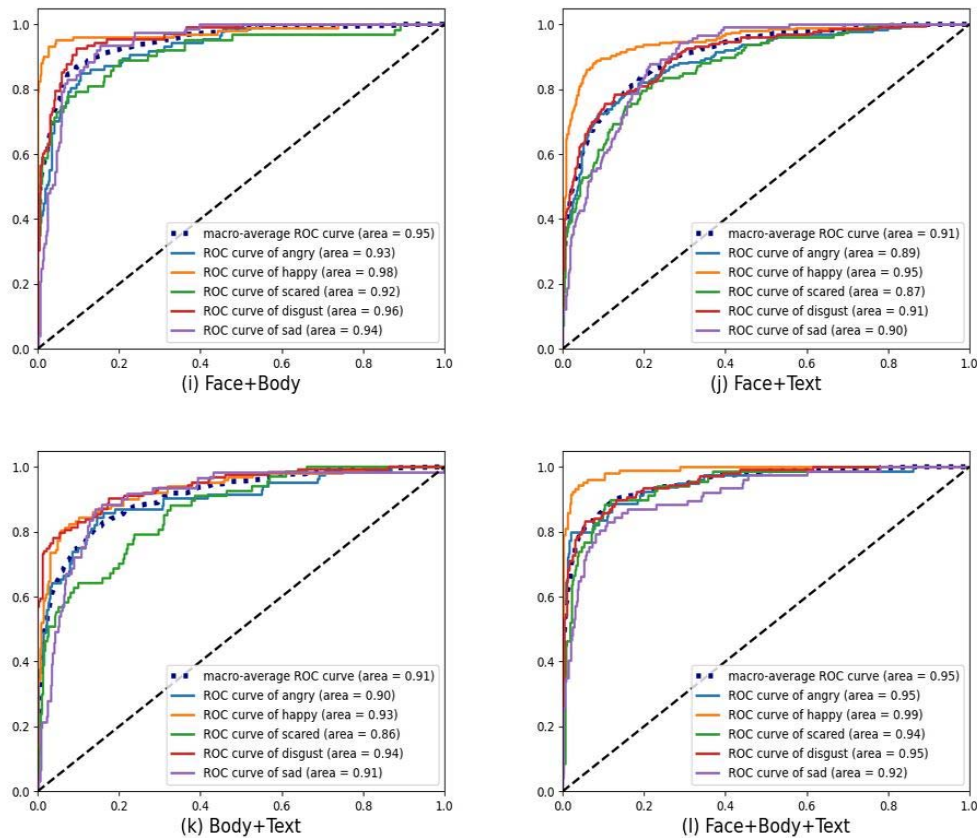 1.0
0.8
0.6
0.4
0.2
0.0
0.0 0.2 0.4 0.6 0.8 1.0
macro-average ROC curve (area = 0.95)
ROC curve of angry (area = 0.93)
ROC curve of happy (area = 0.98)
ROC curve of scared (area = 0.92)
ROC curve of disgust (area = 0.96)
ROC curve of sad (area = 0.94)
(i) Face+Body
1.0
0.8
0.6
0.4
0.2
0.0
0.0 0.2 0.4 0.6 0.8 1.0
macro-average ROC curve (area = 0.91)
ROC curve of angry (area = 0.89)
ROC curve of happy (area = 0.95)
ROC curve of scared (area = 0.87)
ROC curve of disgust (area = 0.91)
ROC curve of sad (area = 0.90)
(j) Face+Text
1.0
0.8
0.6
0.4
0.2
0.0
0.0 0.2 0.4 0.6 0.8 1.0
macro-average ROC curve (area = 0.91)
ROC curve of angry (area = 0.90)
ROC curve of happy (area = 0.93)
ROC curve of scared (area = 0.86)
ROC curve of disgust (area = 0.94)
ROC curve of sad (area = 0.91)
(k) Body+Text
1.0
0.8
0.6
0.4
0.2
0.0
0.0 0.2 0.4 0.6 0.8 1.0
macro-average ROC curve (area = 0.95)
ROC curve of angry (area = 0.95)
ROC curve of happy (area = 0.99)
ROC curve of scared (area = 0.94)
ROC curve of disgust (area = 0.95)
ROC curve of sad (area = 0.92)
(l) Face+Body+Text